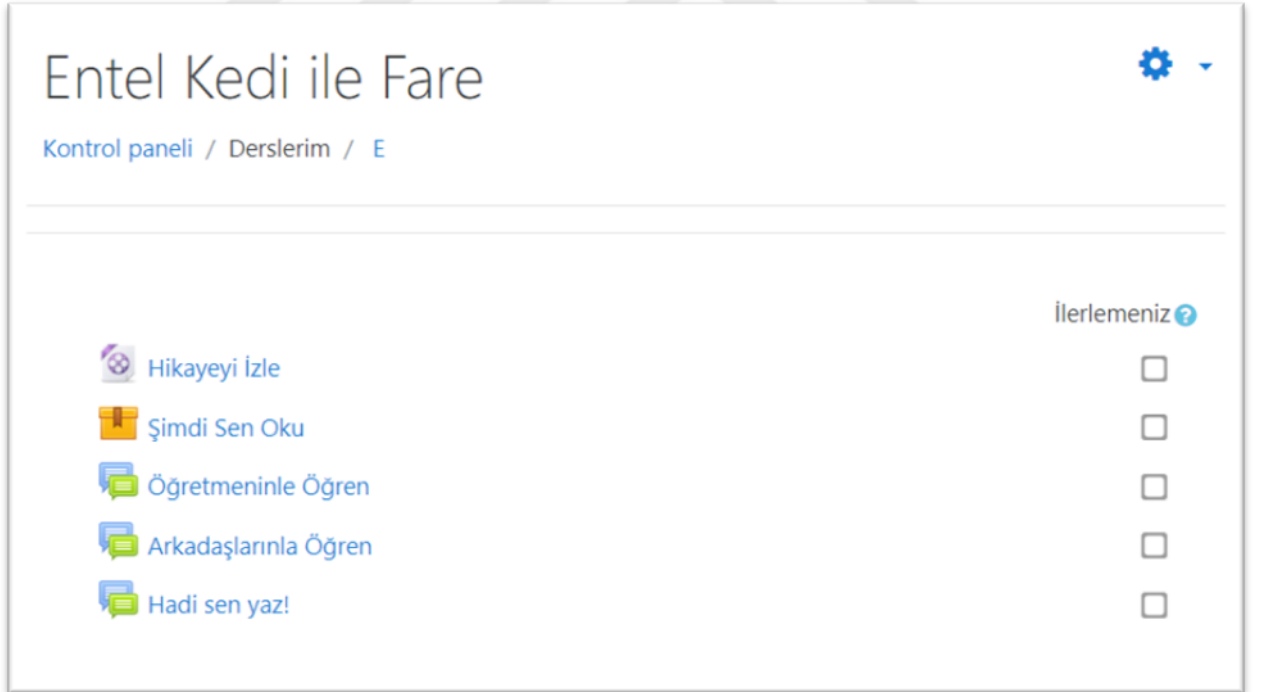 Entel Kedi ile Fare
Kontrol paneli / Derslerim / E
İlerlemeniz
Hikayeyi İzle
Şimdi Sen Oku
Öğretmeninle Öğren
Arkadaşlarınla Öğren
Hadi sen yaz!